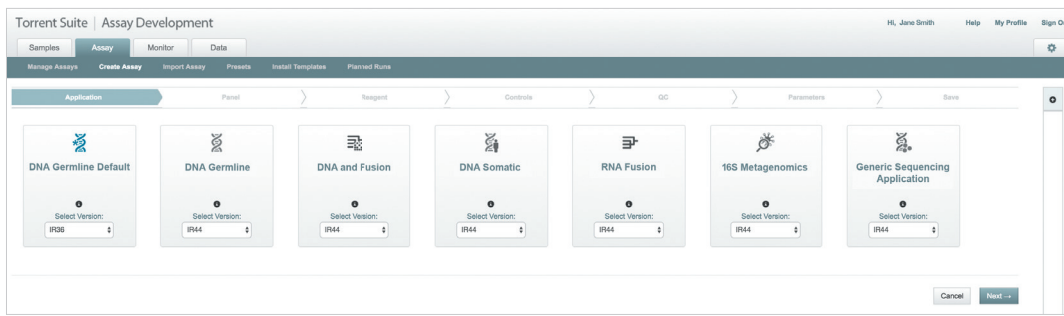 Torrent Suite | Assay Development
Hi, Jane Smith Help My Profile Sign O
Samples Assay Monitor Data
Manage Assays Create Assay Import Assay Presets Install Templates Planned Runs
Application Panel Reagent Controls QC Parameters Save
DNA Germline Default DNA Germline DNA and Fusion DNA Somatic RNA Fusion 16S Metagenomics Generic Sequencing
Application
Select Version: Select Version: Select Version: Select Version: Select Version: Select Version: Select Version:
IR36 IR44 IR44 IR44 IR44 IR44 IR44
Cancel Next →